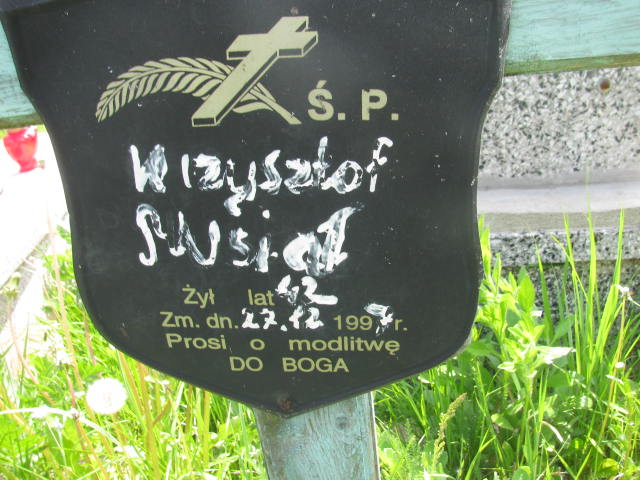 Ś. P.
Krzysztof
Żył lat 42
Zm. dn. 27.12 1997 r.
Prosi o modlitwę
DO BOGA